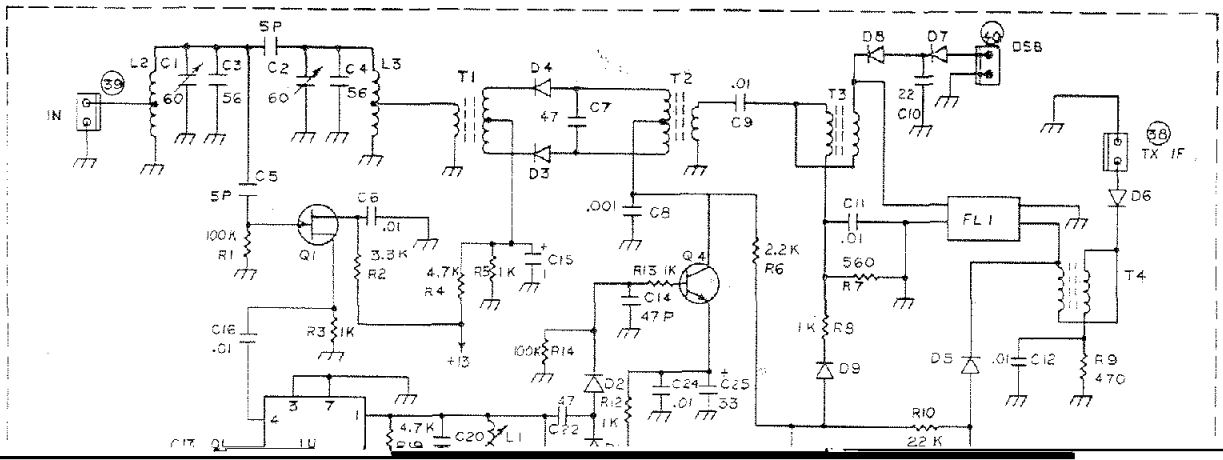 5P
L2 C1 C3 C2 C4 L3
39
60 56 60 56
IN
T1 D4 T2
C7
47
D3
.01
C9
D8 D7 40 DSB
22
C10
T3
38
TX IF
D6
C5
5P
100K
R1
Q1
C6
.01
3.3K
R2
4.7K
R4
R5 1K
+
C15
1
.001 C8
R13 1K
Q4
C14
47P
2.2K
R6
C11
.01
560
R7
FL1
T4
C16
.01
R3 1K
+13
100K R14
1K R8
D9
D5
.01 C12
R9
470
D2
R12
1K
C24
.01
+
C25
33
R10
22K
3 7
4 1
4.7K
R19
C20
L1
47
C22